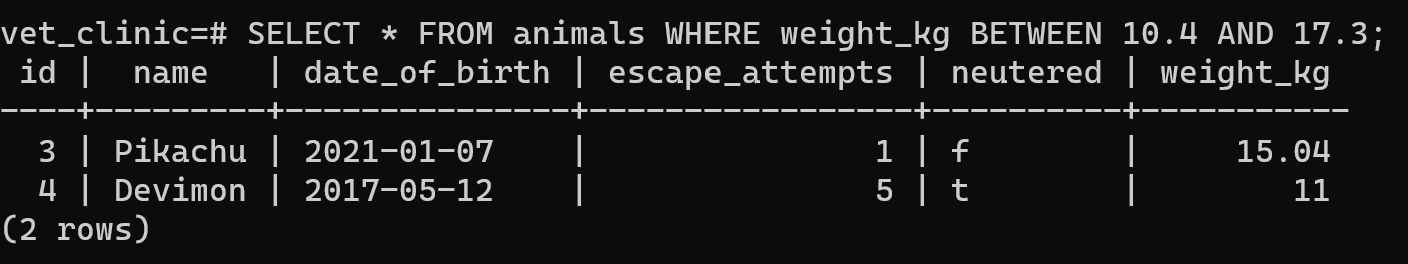 vet_clinic=# SELECT * FROM animals WHERE weight_kg BETWEEN 10.4 AND 17.3;
 id |  name   | date_of_birth | escape_attempts | neutered | weight_kg
----+---------+---------------+-----------------+----------+-----------
  3 | Pikachu | 2021-01-07    |               1 | f        |     15.04
  4 | Devimon | 2017-05-12    |               5 | t        |        11
(2 rows)